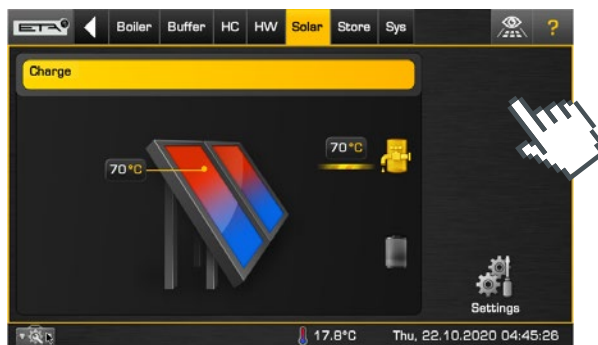 ETA
Boiler Buffer HC HW Solar Store Sys ?
Charge
70°C
70°C
Settings
17.8°C Thu, 22.10.2020 04:45:26